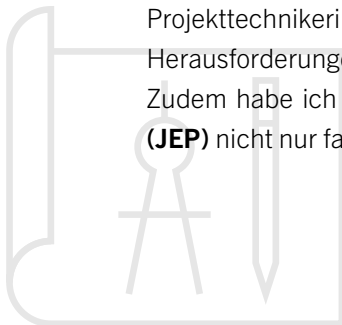 Projekttechnikeri
Herausforderunge
Zudem habe ich
(JEP) nicht nur fa